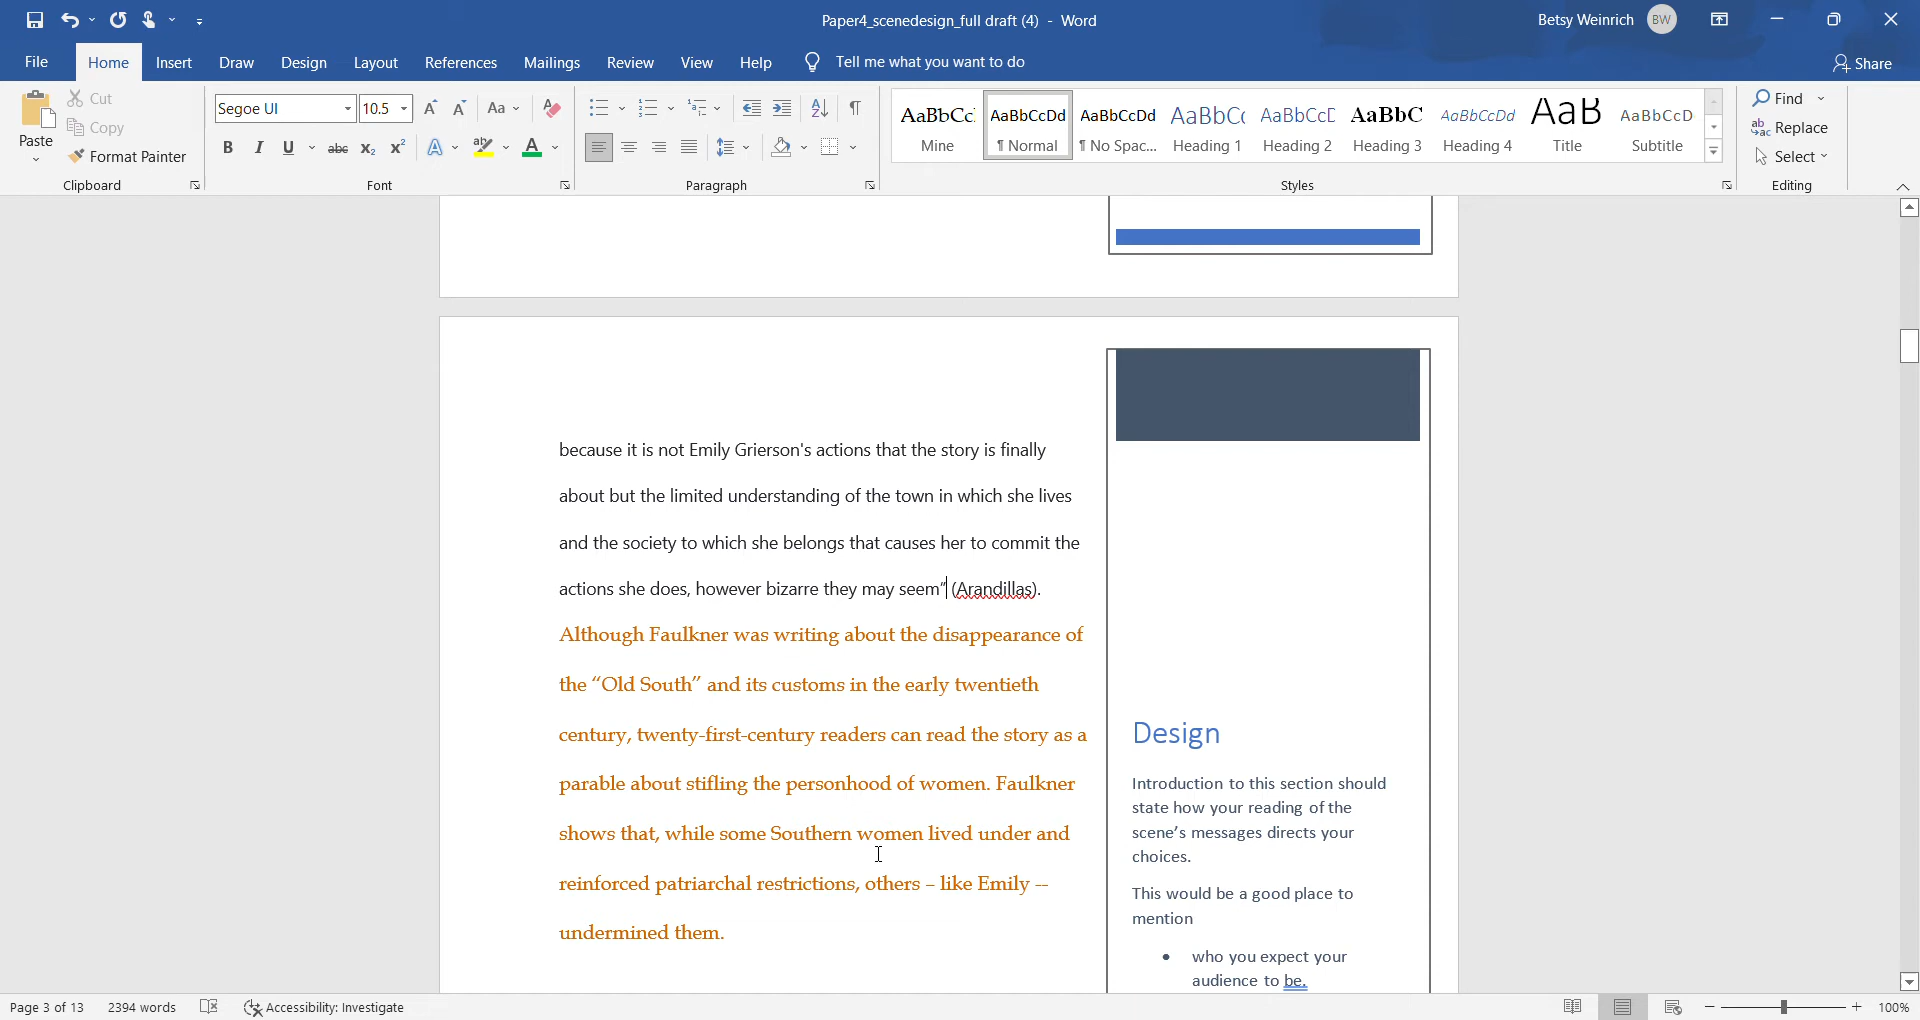 Paper4_scenedesign_full draft (4) - Word
Betsy Weinrich BW
File Home Insert Draw Design Layout References Mailings Review View Help Tell me what you want to do Share
Paste
Cut
Copy
Format Painter
Clipboard
Segoe UI 10.5
Font
Paragraph
AaBbCc AaBbCcDd AaBbCcDd AaBbCc AaBbCcC AaBbC AaBbCcDd AaB AaBbCcD
Mine ¶ Normal ¶ No Spac... Heading 1 Heading 2 Heading 3 Heading 4 Title Subtitle
Styles
Find
Replace
Select
Editing
because it is not Emily Grierson's actions that the story is finally
about but the limited understanding of the town in which she lives
and the society to which she belongs that causes her to commit the
actions she does, however bizarre they may seem” (Arandillas).
Although Faulkner was writing about the disappearance of
the “Old South” and its customs in the early twentieth
century, twenty-first-century readers can read the story as a
parable about stifling the personhood of women. Faulkner
shows that, while some Southern women lived under and
reinforced patriarchal restrictions, others – like Emily --
undermined them.
Design
Introduction to this section should
state how your reading of the
scene’s messages directs your
choices.
This would be a good place to
mention
• who you expect your
audience to be.
Page 3 of 13 2394 words Accessibility: Investigate 100%